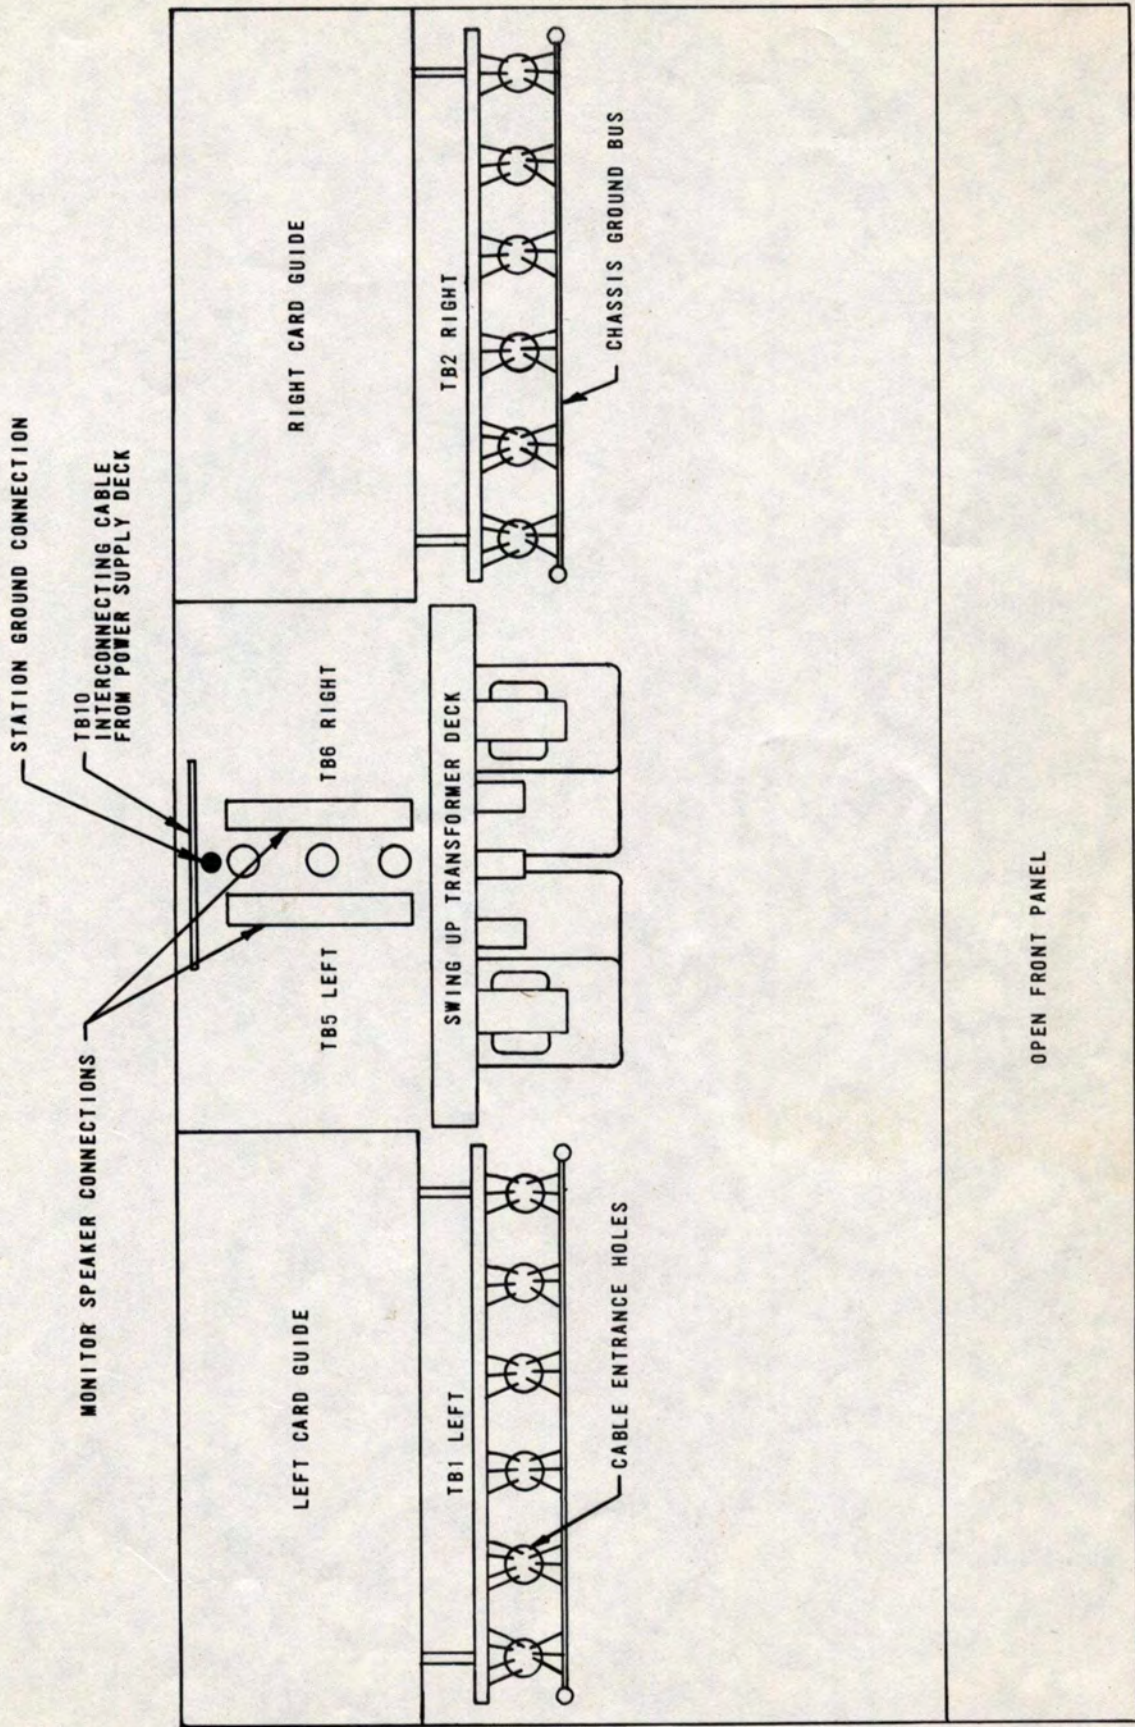 STATION GROUND CONNECTION
TB10
INTERCONNECTING CABLE
FROM POWER SUPPLY DECK
MONITOR SPEAKER CONNECTIONS
LEFT CARD GUIDE
RIGHT CARD GUIDE
TB5 LEFT
TB6 RIGHT
TB1 LEFT
SWING UP TRANSFORMER DECK
TB2 RIGHT
CABLE ENTRANCE HOLES
CHASSIS GROUND BUS
OPEN FRONT PANEL